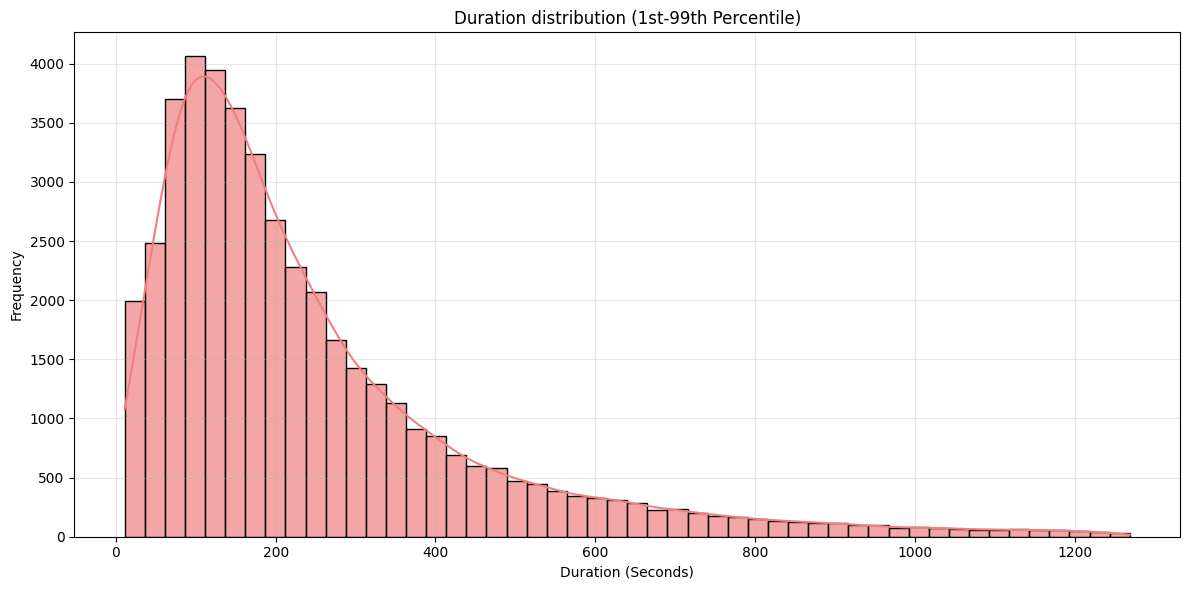 Duration distribution (1st-99th Percentile)
Frequency
4000
3500
3000
2500
2000
1500
1000
500
0
0 200 400 600 800 1000 1200
Duration (Seconds)